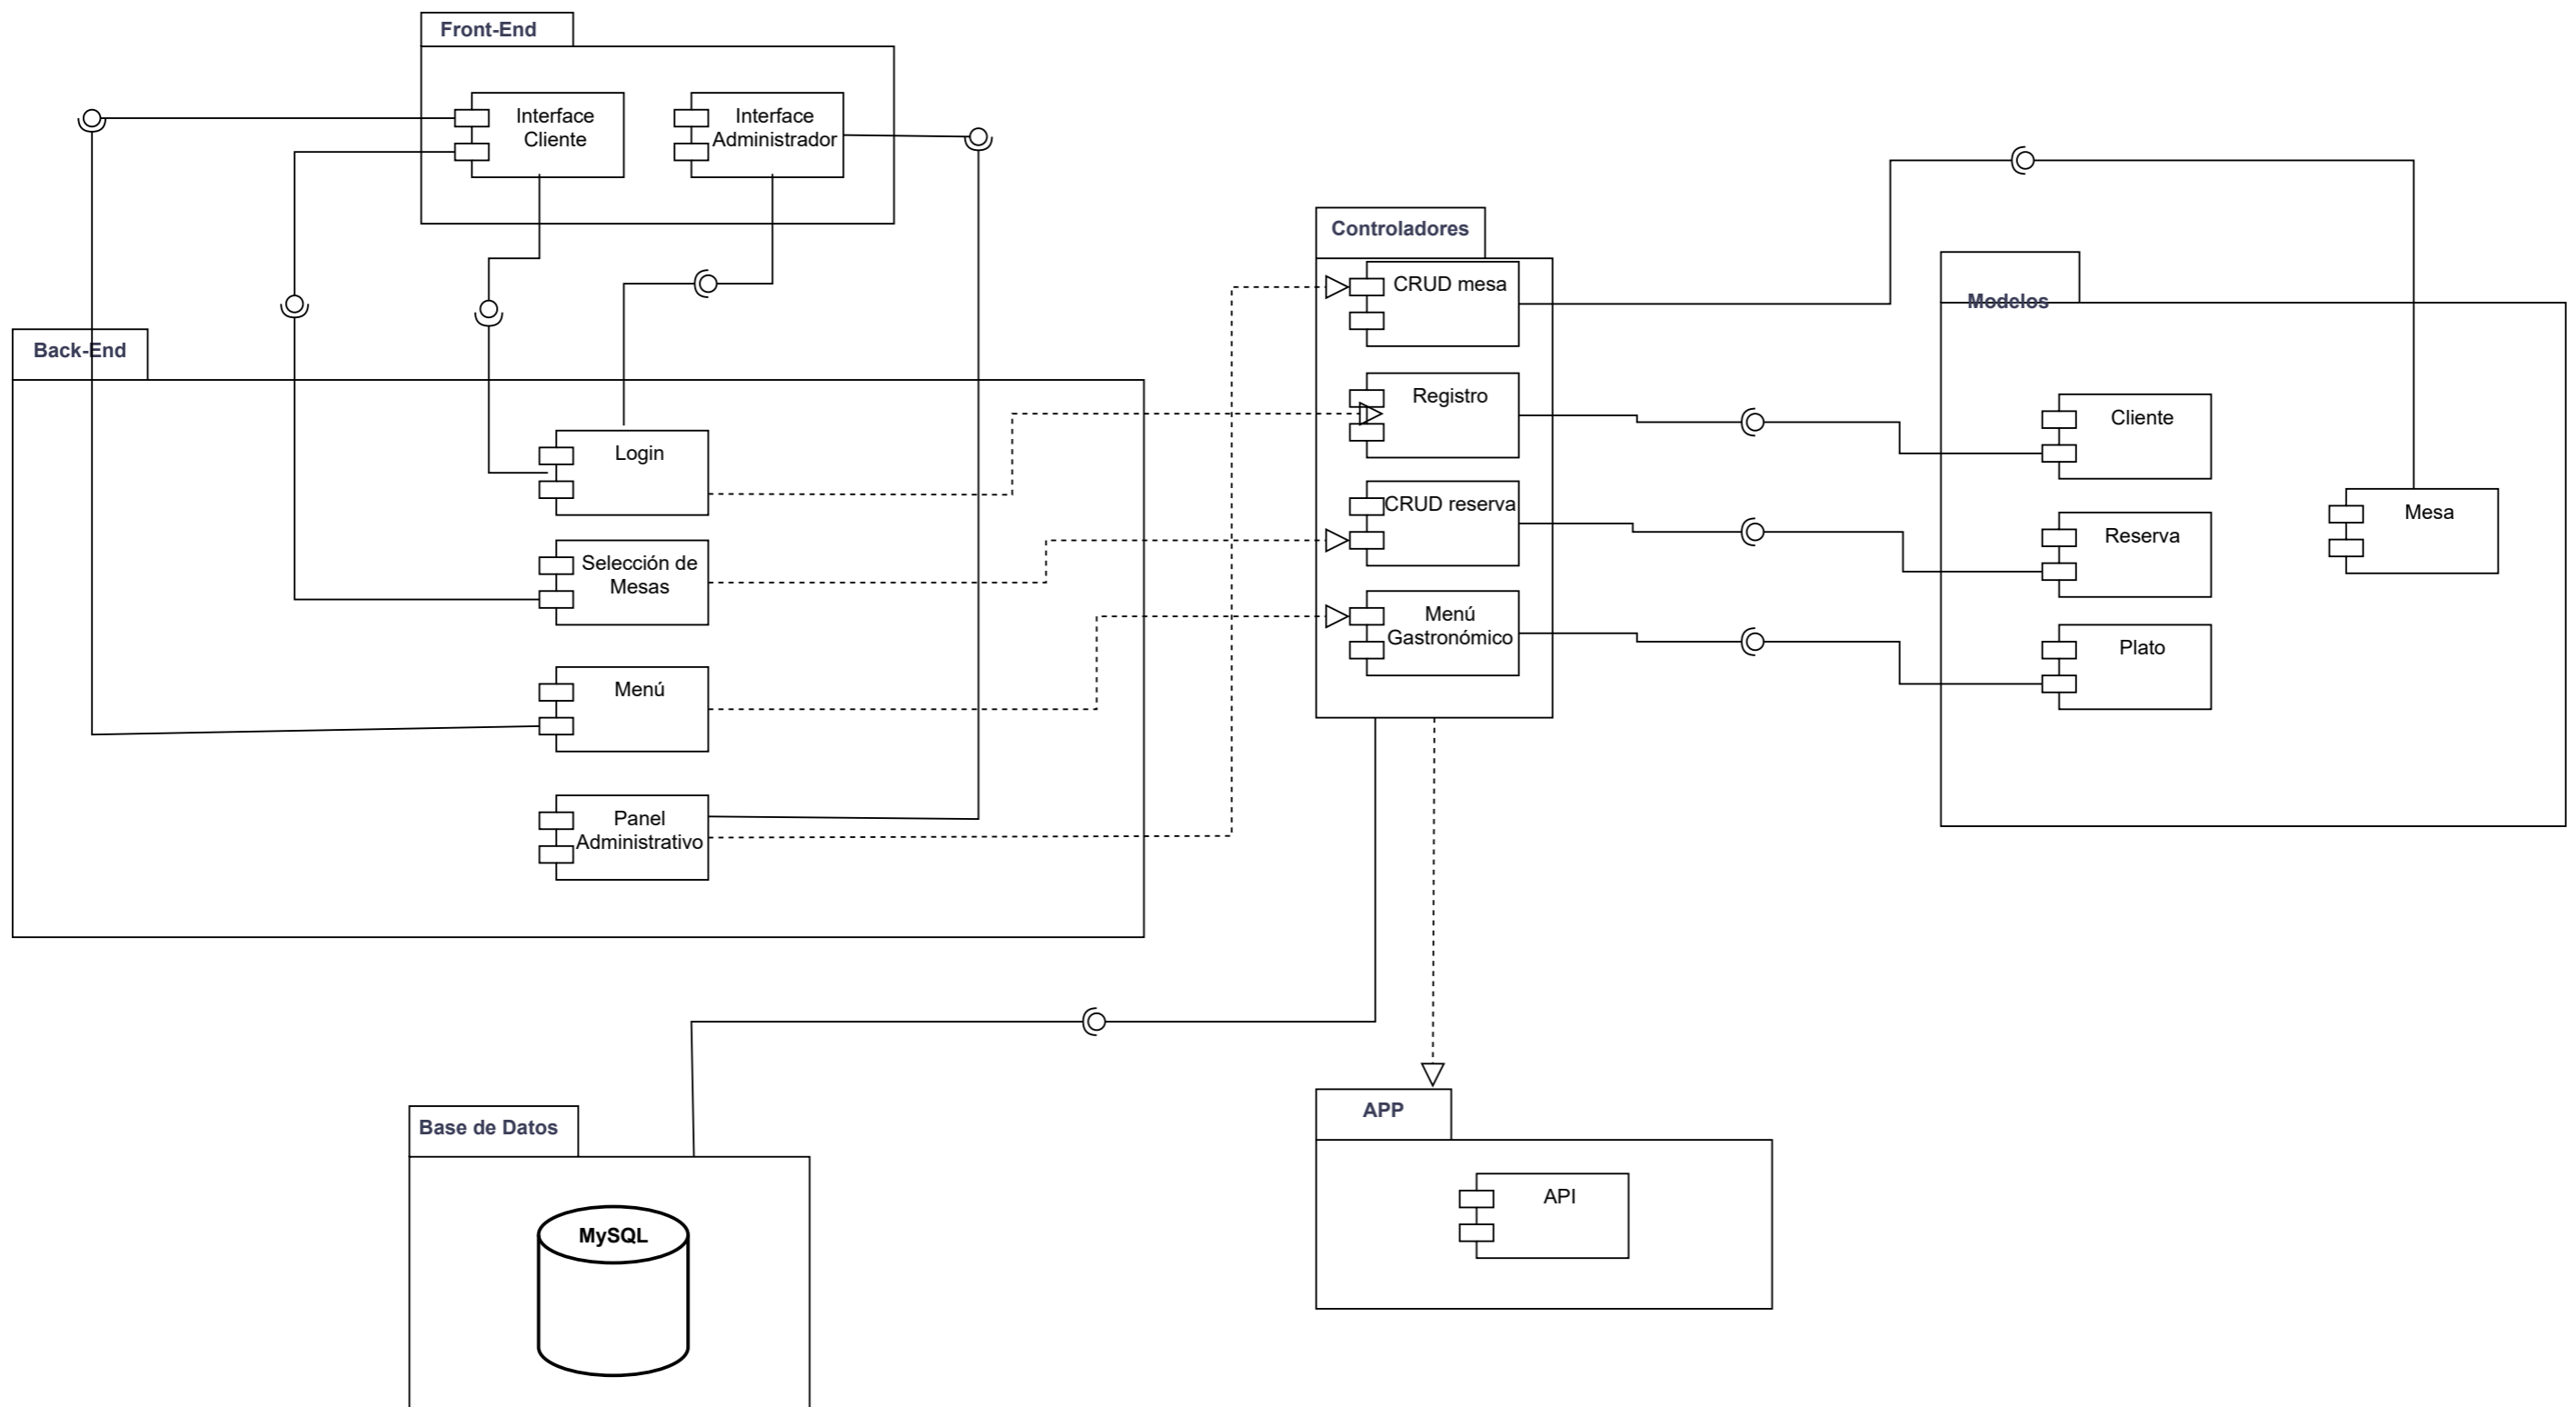 Front-End
Interface
Cliente
Interface
Administrador
Controladores
CRUD mesa
Registro
CRUD reserva
Menú
Gastronómico
Modelos
Cliente
Reserva
Plato
Mesa
Back-End
Login
Selección de
Mesas
Menú
Panel
Administrativo
Base de Datos
MySQL
APP
API